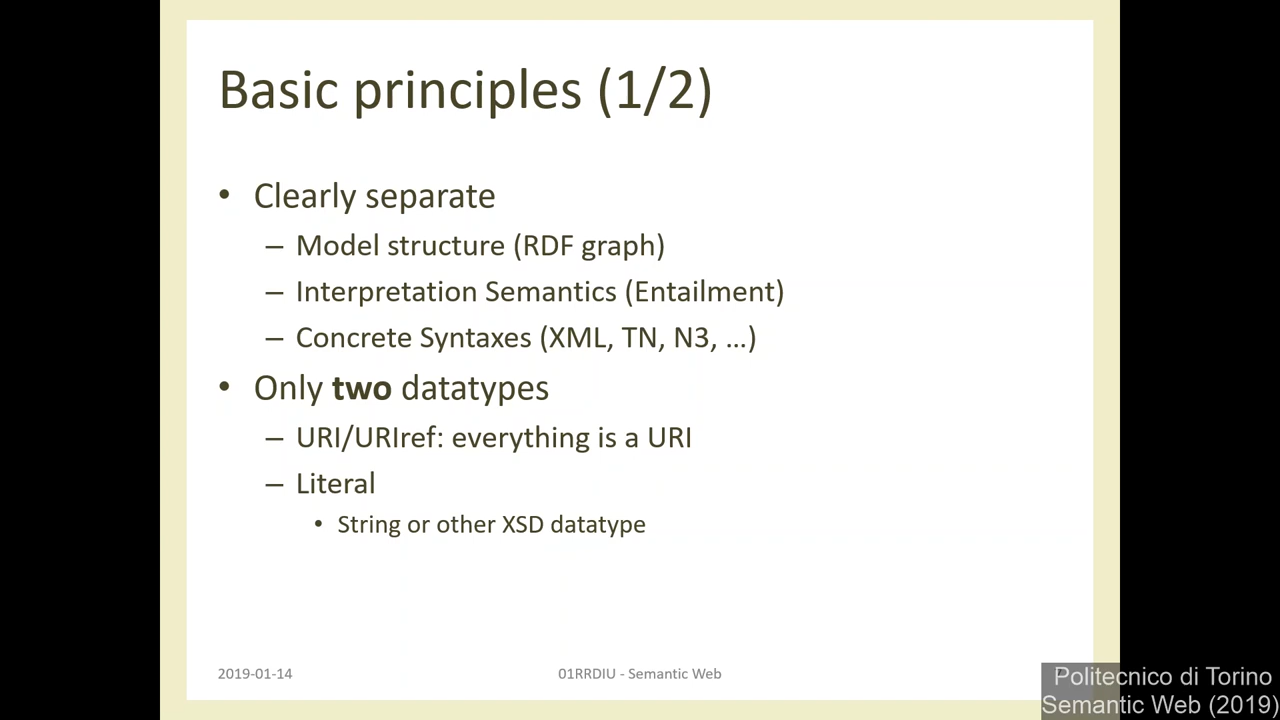 Basic principles (1/2)
• Clearly separate
– Model structure (RDF graph)
– Interpretation Semantics (Entailment)
– Concrete Syntaxes (XML, TN, N3, …)
• Only two datatypes
– URI/URIref: everything is a URI
– Literal
• String or other XSD datatype
2019-01-14
01RRDIU - Semantic Web
Politecnico di Torino
Semantic Web (2019)